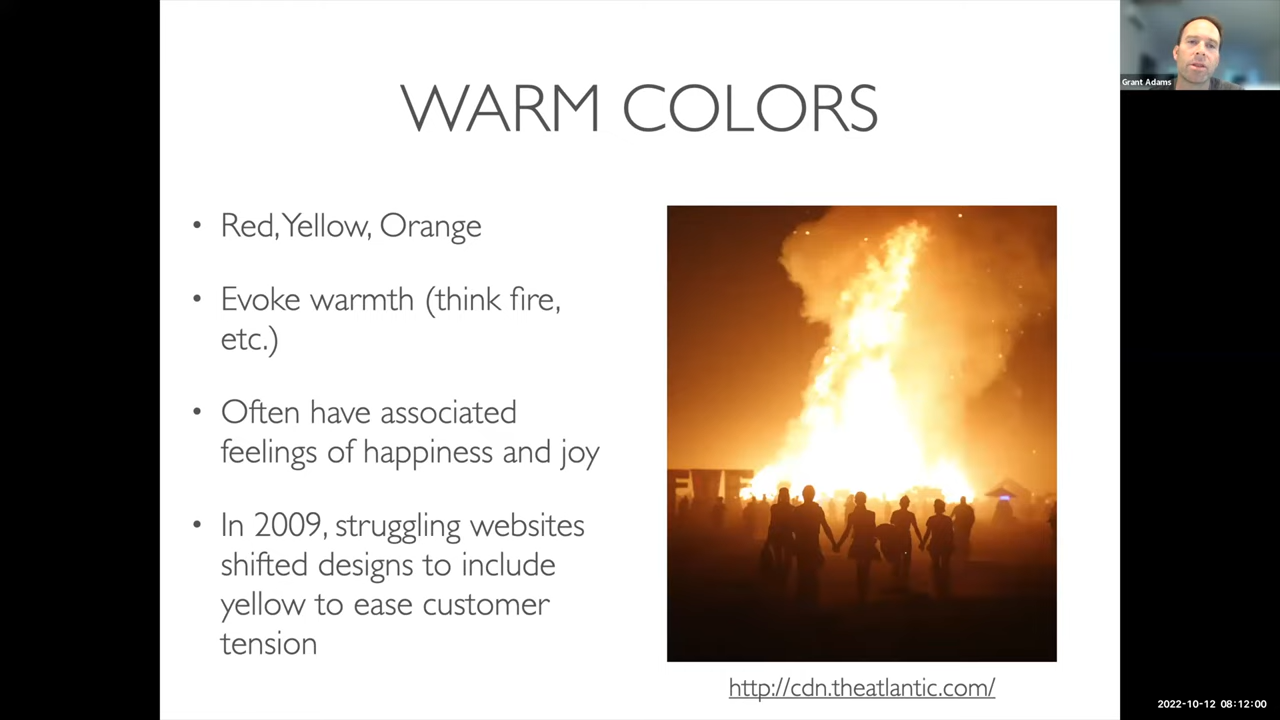 WARM COLORS
• Red, Yellow, Orange
• Evoke warmth (think fire,
etc.)
• Often have associated
feelings of happiness and joy
• In 2009, struggling websites
shifted designs to include
yellow to ease customer
tension
http://cdn.theatlantic.com/
Grant Adams
2022-10-12 08:12:00